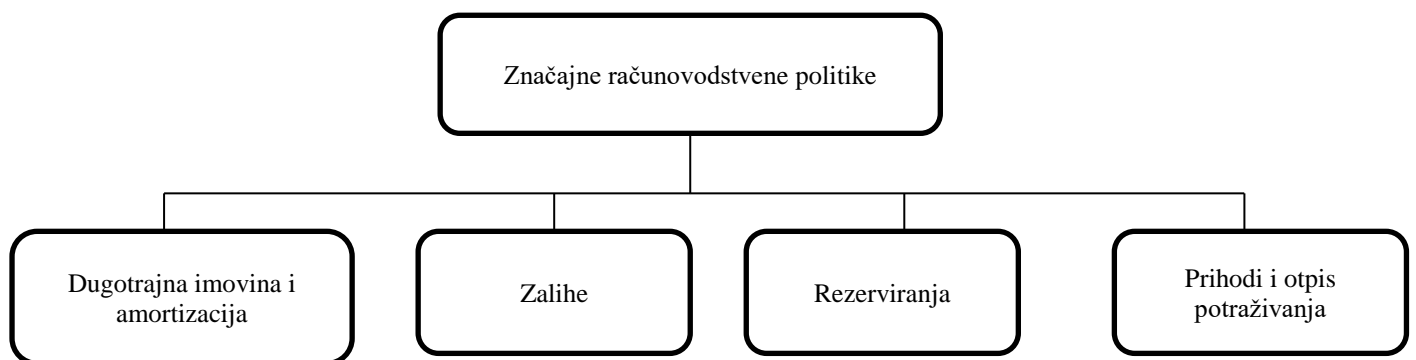 Značajne računovodstvene politike
Dugotrajna imovina i
amortizacija
Zalihe
Rezerviranja
Prihodi i otpis
potraživanja